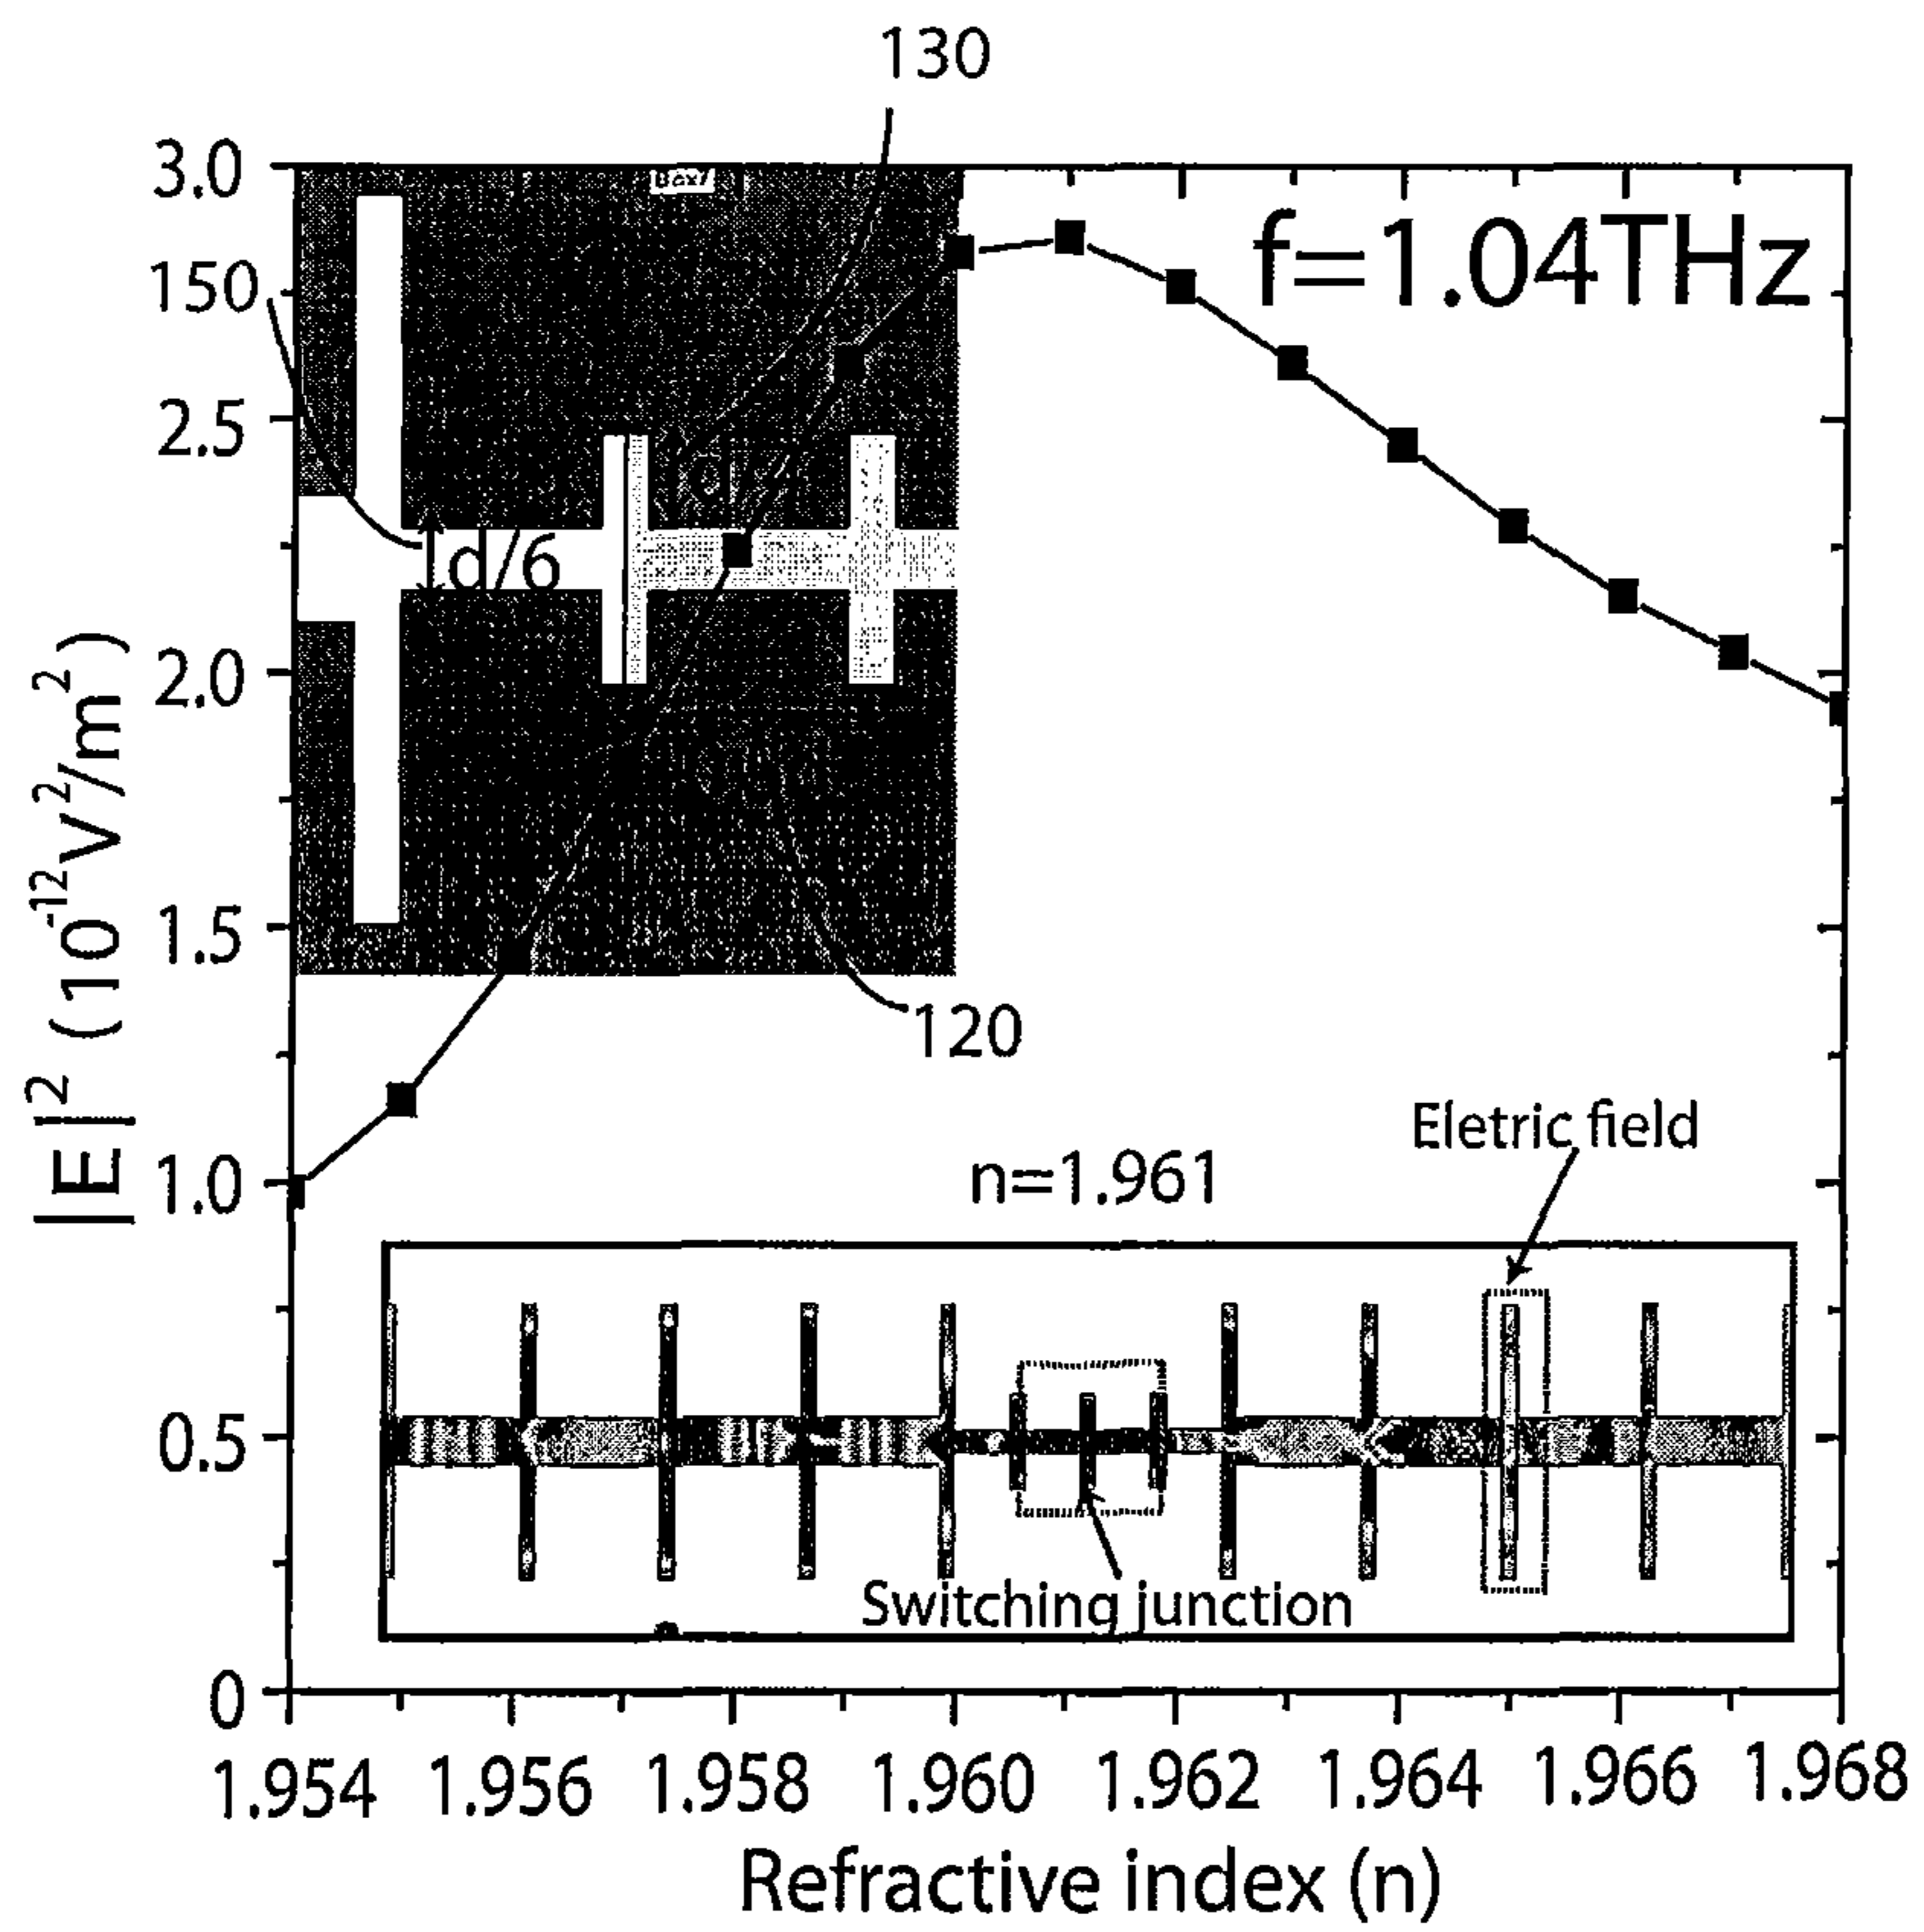 130
3.0
Box/
150
f=1.04THz
2.5
d/6
2.0
|E|² (10⁻¹²V²/m²)
1.5
120
Eletric field
n=1.961
1.0
0.5
Switching junction
0
1.954 1.956 1.958 1.960 1.962 1.964 1.966 1.968
Refractive index (n)